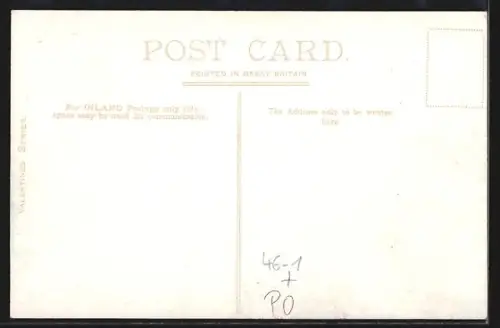 POST CARD.
PRINTED IN GREAT BRITAIN
For INLAND Postage only this
space may be used for communication.
The Address only to be written
here
VALENTINES SERIES
46-1
+
PO